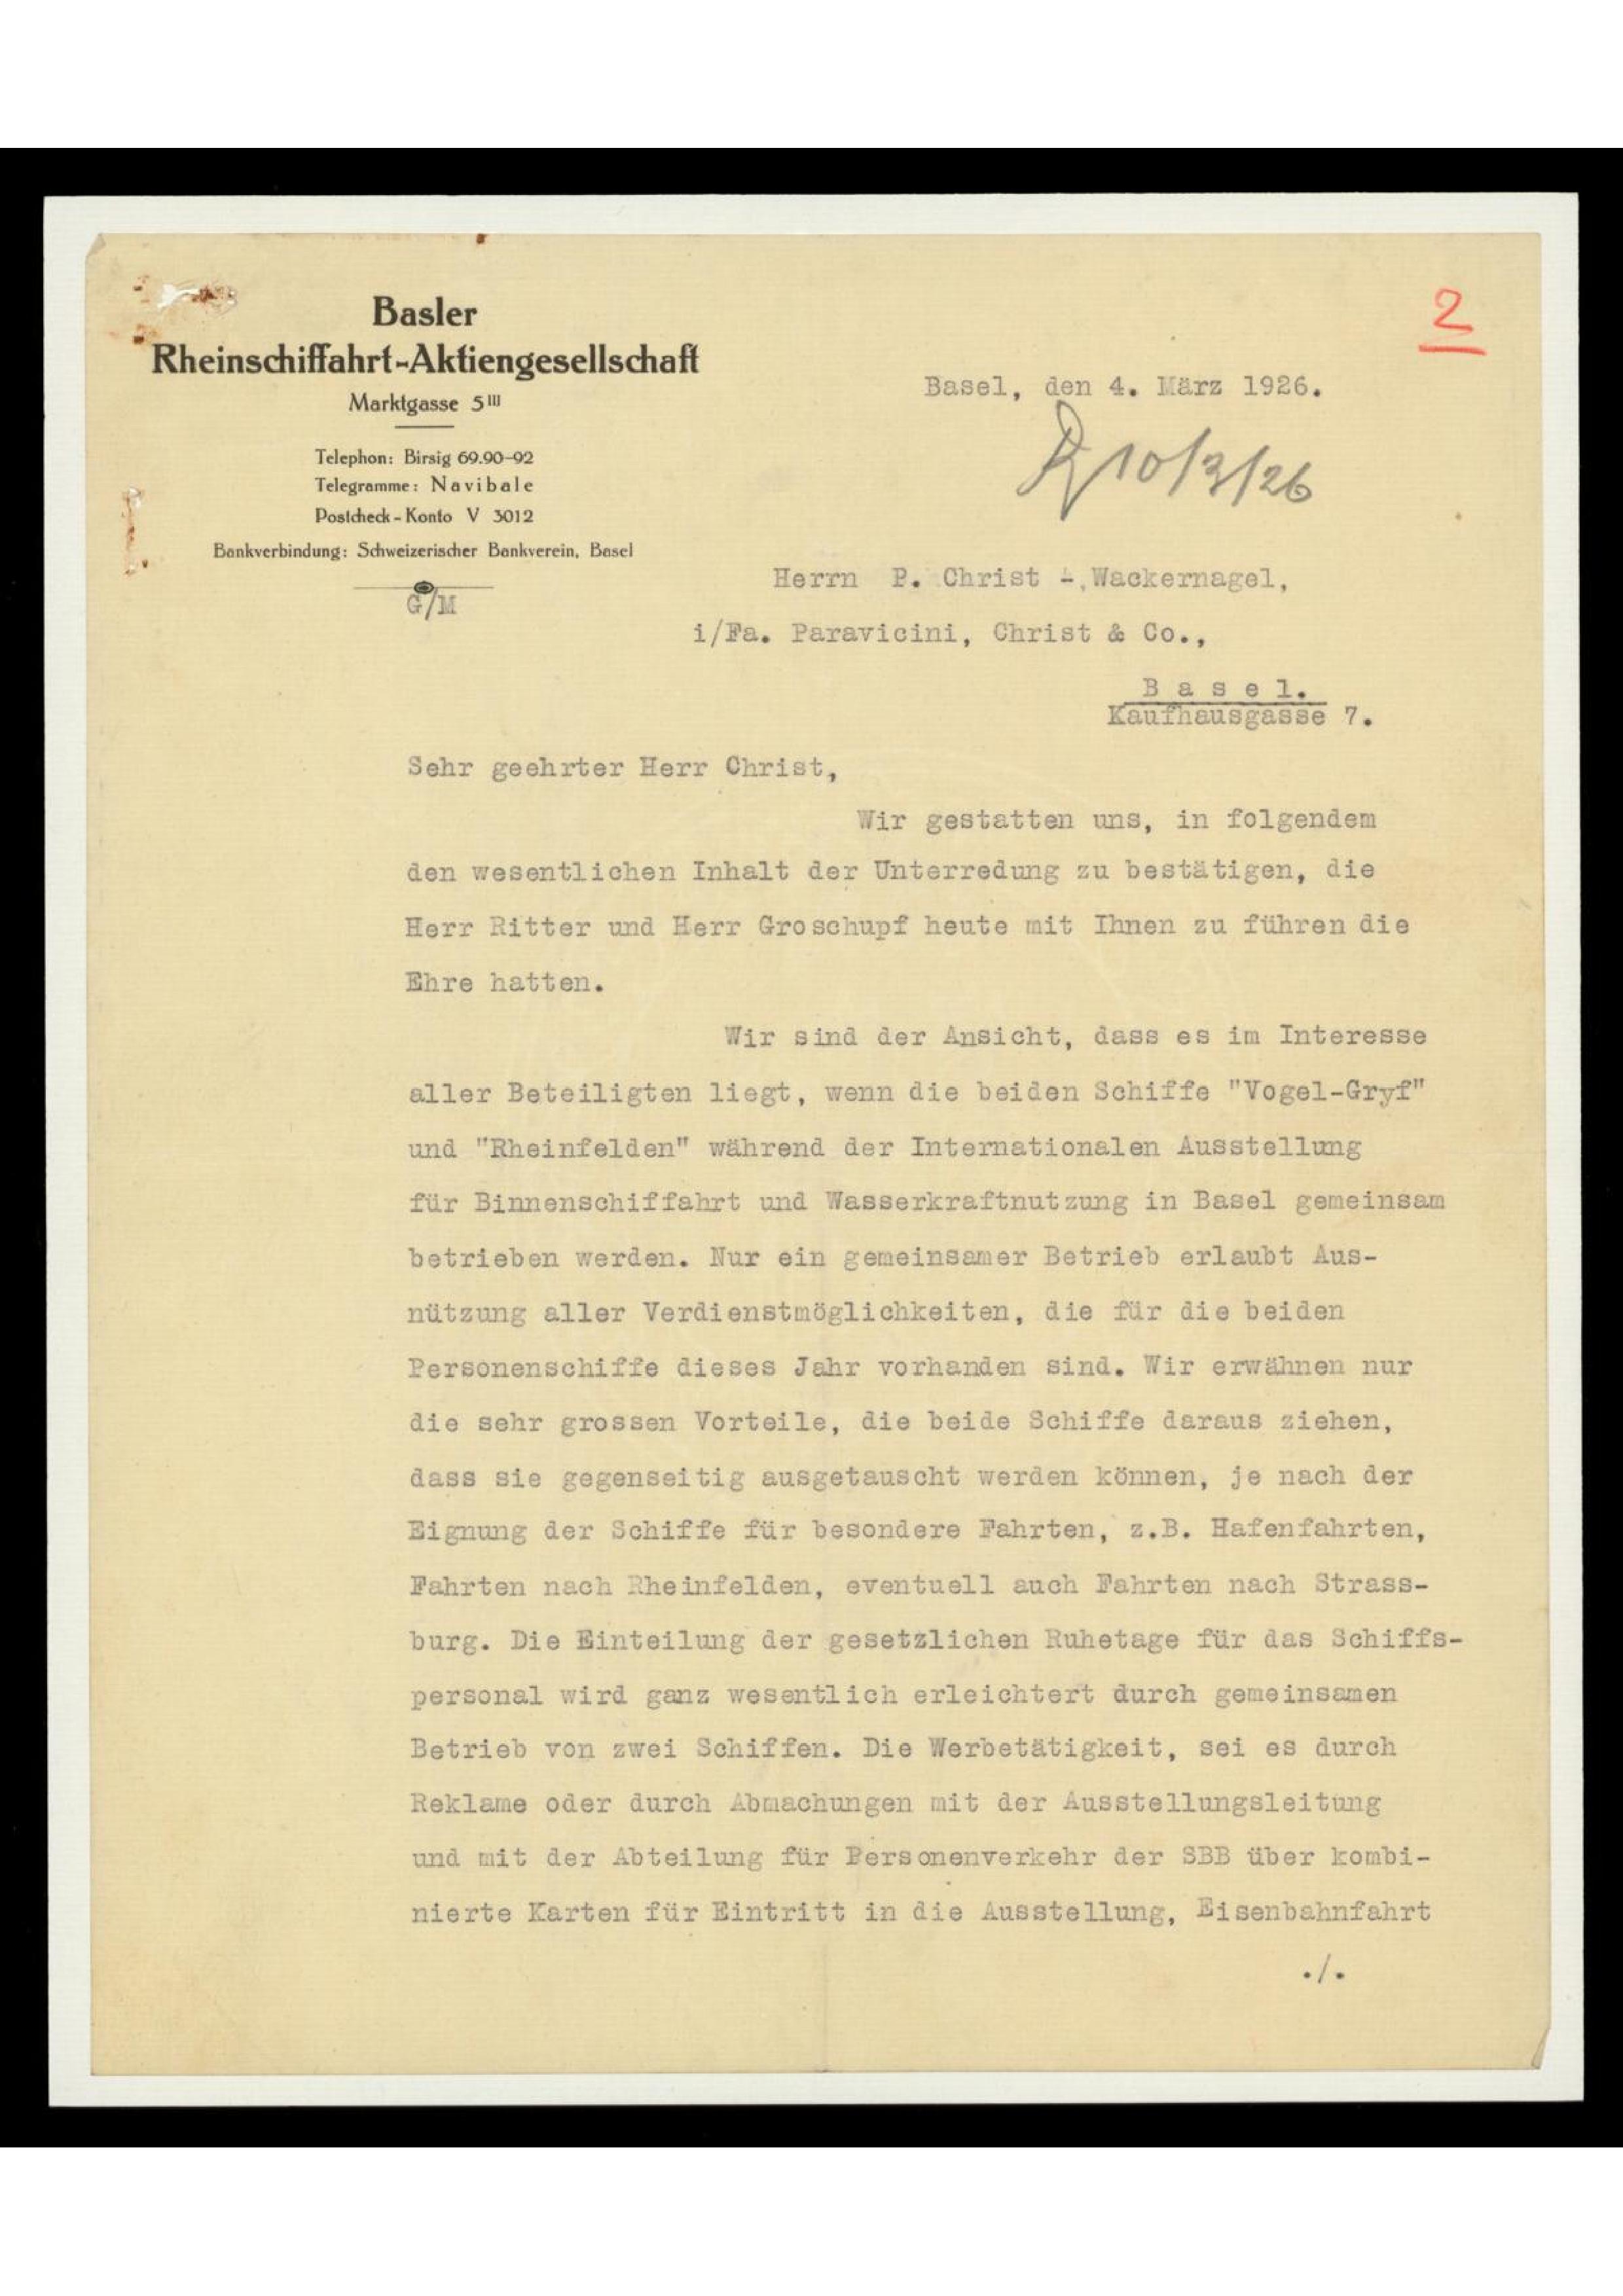 Basler
Rheinschiffahrt-Aktiengesellschaft
Marktgasse 5 III
Telephon: Birsig 69.90-92
Telegramme: Navibale
Postcheck-Konto V 3012
Bankverbindung: Schweizerischer Bankverein, Basel
G/M
2
Basel, den 4. März 1926.
10/3/26
Herrn P. Christ -, Wackernagel,
i/Fa. Paravicini, Christ & Co.,
B a s e l.
Kaufhausgasse 7.
Sehr geehrter Herr Christ,
Wir gestatten uns, in folgendem
den wesentlichen Inhalt der Unterredung zu bestätigen, die
Herr Ritter und Herr Groschupf heute mit Ihnen zu führen die
Ehre hatten.
Wir sind der Ansicht, dass es im Interesse
aller Beteiligten liegt, wenn die beiden Schiffe "Vogel-Gryf"
und "Rheinfelden" während der Internationalen Ausstellung
für Binnenschiffahrt und Wasserkraftnutzung in Basel gemeinsam
betrieben werden. Nur ein gemeinsamer Betrieb erlaubt Aus-
nützung aller Verdienstmöglichkeiten, die für die beiden
Personenschiffe dieses Jahr vorhanden sind. Wir erwähnen nur
die sehr grossen Vorteile, die beide Schiffe daraus ziehen,
dass sie gegenseitig ausgetauscht werden können, je nach der
Eignung der Schiffe für besondere Fahrten, z.B. Hafenfahrten,
Fahrten nach Rheinfelden, eventuell auch Fahrten nach Strass-
burg. Die Einteilung der gesetzlichen Ruhetage für das Schiffs-
personal wird ganz wesentlich erleichtert durch gemeinsamen
Betrieb von zwei Schiffen. Die Werbetätigkeit, sei es durch
Reklame oder durch Abmachungen mit der Ausstellungsleitung
und mit der Abteilung für Personenverkehr der SBB über kombi-
nierte Karten für Eintritt in die Ausstellung, Eisenbahnfahrt
./.